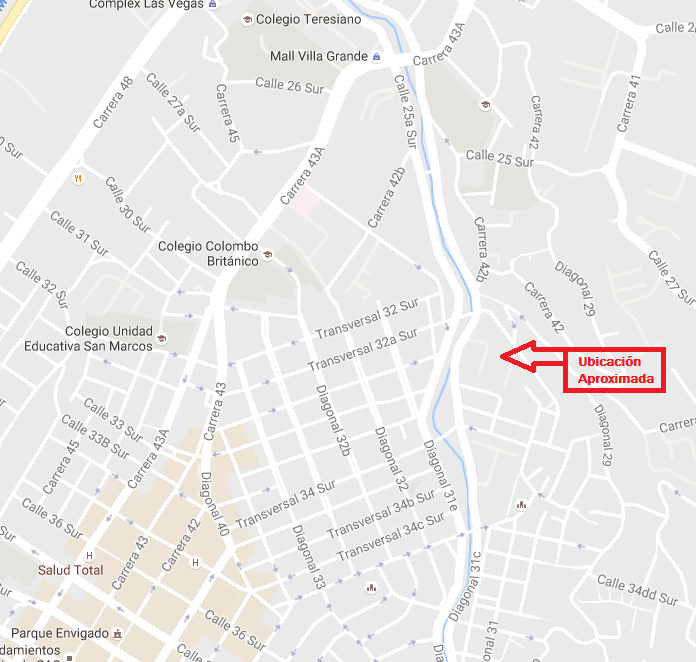 Complex Las Vegas
Colegio Teresiano
Calle 2
Mall Villa Grande
Carrera 43A
Carrera 48
Calle 27a Sur
Carrera 45
Calle 26 Sur
Calle 25a Sur
Carrera 41
Carrera 42
Calle 25 Sur
Sur
Carrera 43A
Carrera 42b
Calle 30 Sur
Calle 31 Sur
Calle 32 Sur
Colegio Colombo
Británico
Carrera 42b
Diagonal 29
Calle 27 Sur
Carrera 42
Transversal 32 Sur
Transversal 32a Sur
Colegio Unidad
Educativa San Marcos
Ubicación
Aproximada
Carrera 43
Diagonal 32b
Calle 33 Sur
Calle 33B Sur
Carrera 43A
Carrera 45
Diagonal 32
Diagonal 31e
Diagonal 29
Carrera
Diagonal 40
Transversal 34 Sur
Transversal 34b Sur
Transversal 34c Sur
Calle 36 Sur
Carrera 43
Carrera 42
H
H
Salud Total
Diagonal 33
Diagonal 31c
Diagonal 31
Calle 34dd Sur
Calle 36 Sur
Parque Envigado